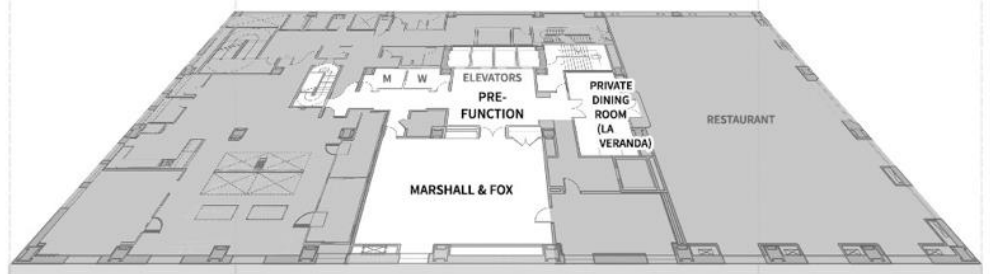 M W
ELEVATORS
PRE-
FUNCTION
PRIVATE
DINING
ROOM
(LA
VERANDA)
RESTAURANT
MARSHALL & FOX